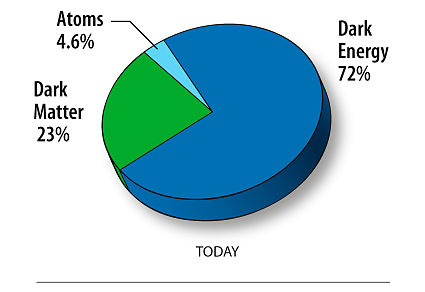 Atoms
4.6%
Dark
Energy
72%
Dark
Matter
23%
TODAY